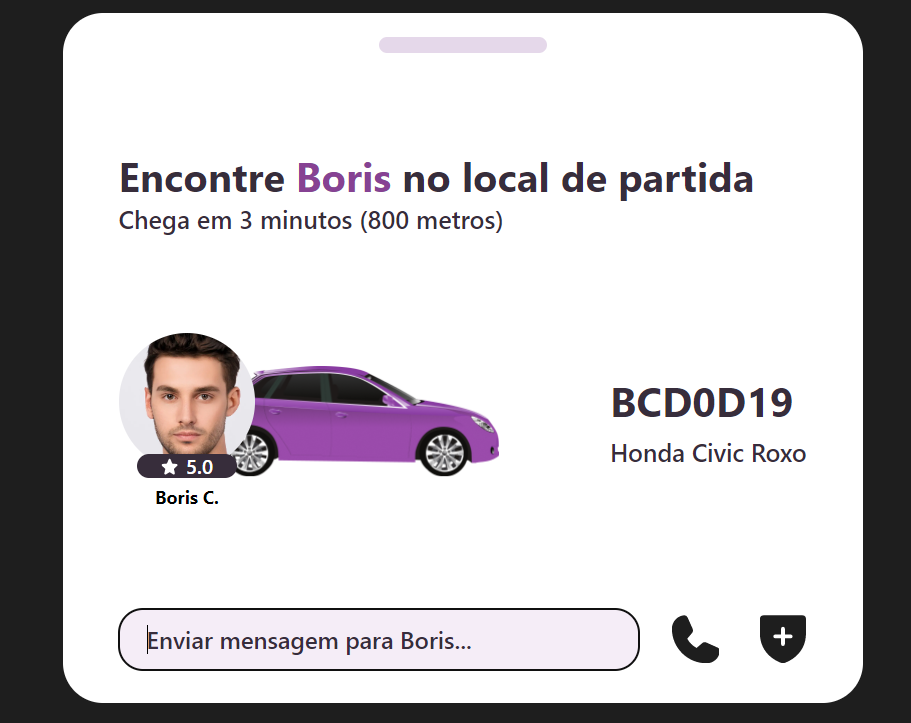 Encontre Boris no local de partida
Chega em 3 minutos (800 metros)
BCD0D19
Honda Civic Roxo
5.0
Boris C.
Enviar mensagem para Boris...